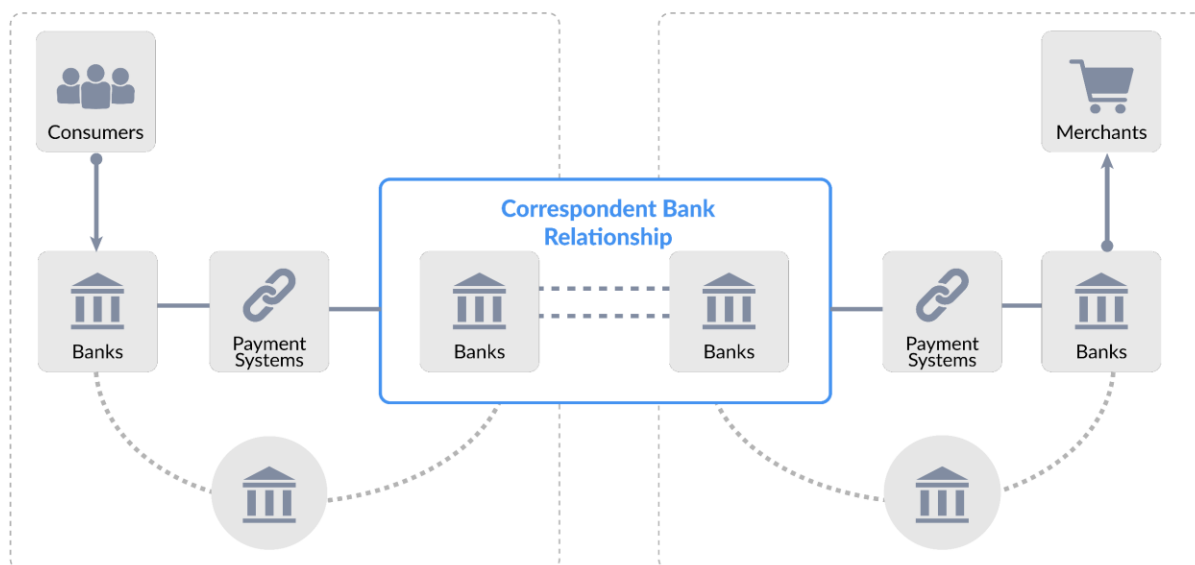 Consumers
Merchants
Correspondent Bank
Relationship
Banks
Payment
Systems
Banks
Banks
Payment
Systems
Banks